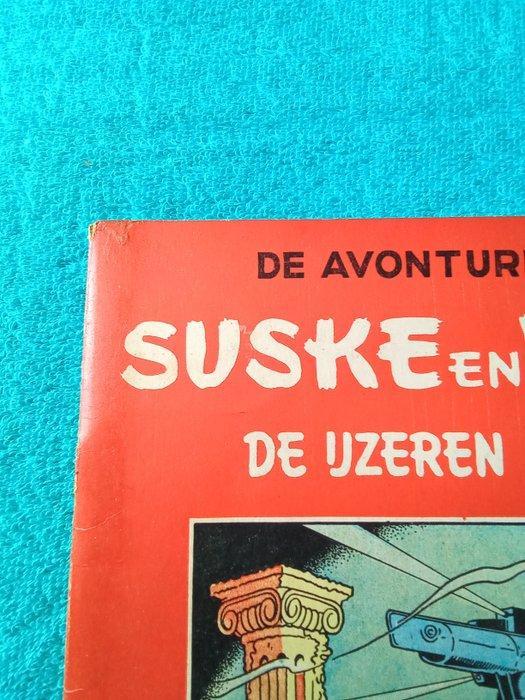 DE AVONTUR
SUSKE EN
DE IJZEREN
©